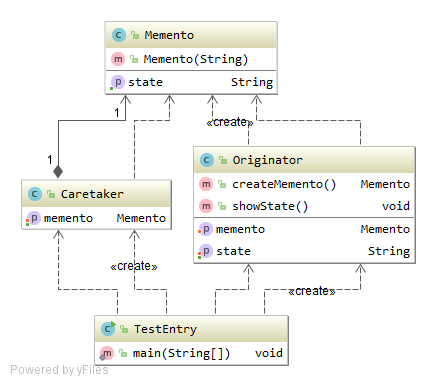 C Memento
m Memento(String)
p state String
«create»
1
1
C Caretaker
p memento Memento
C Originator
m createMemento() Memento
m showState() void
p memento Memento
p state String
«create»
«create»
C TestEntry
m main(String[]) void
Powered by yFiles